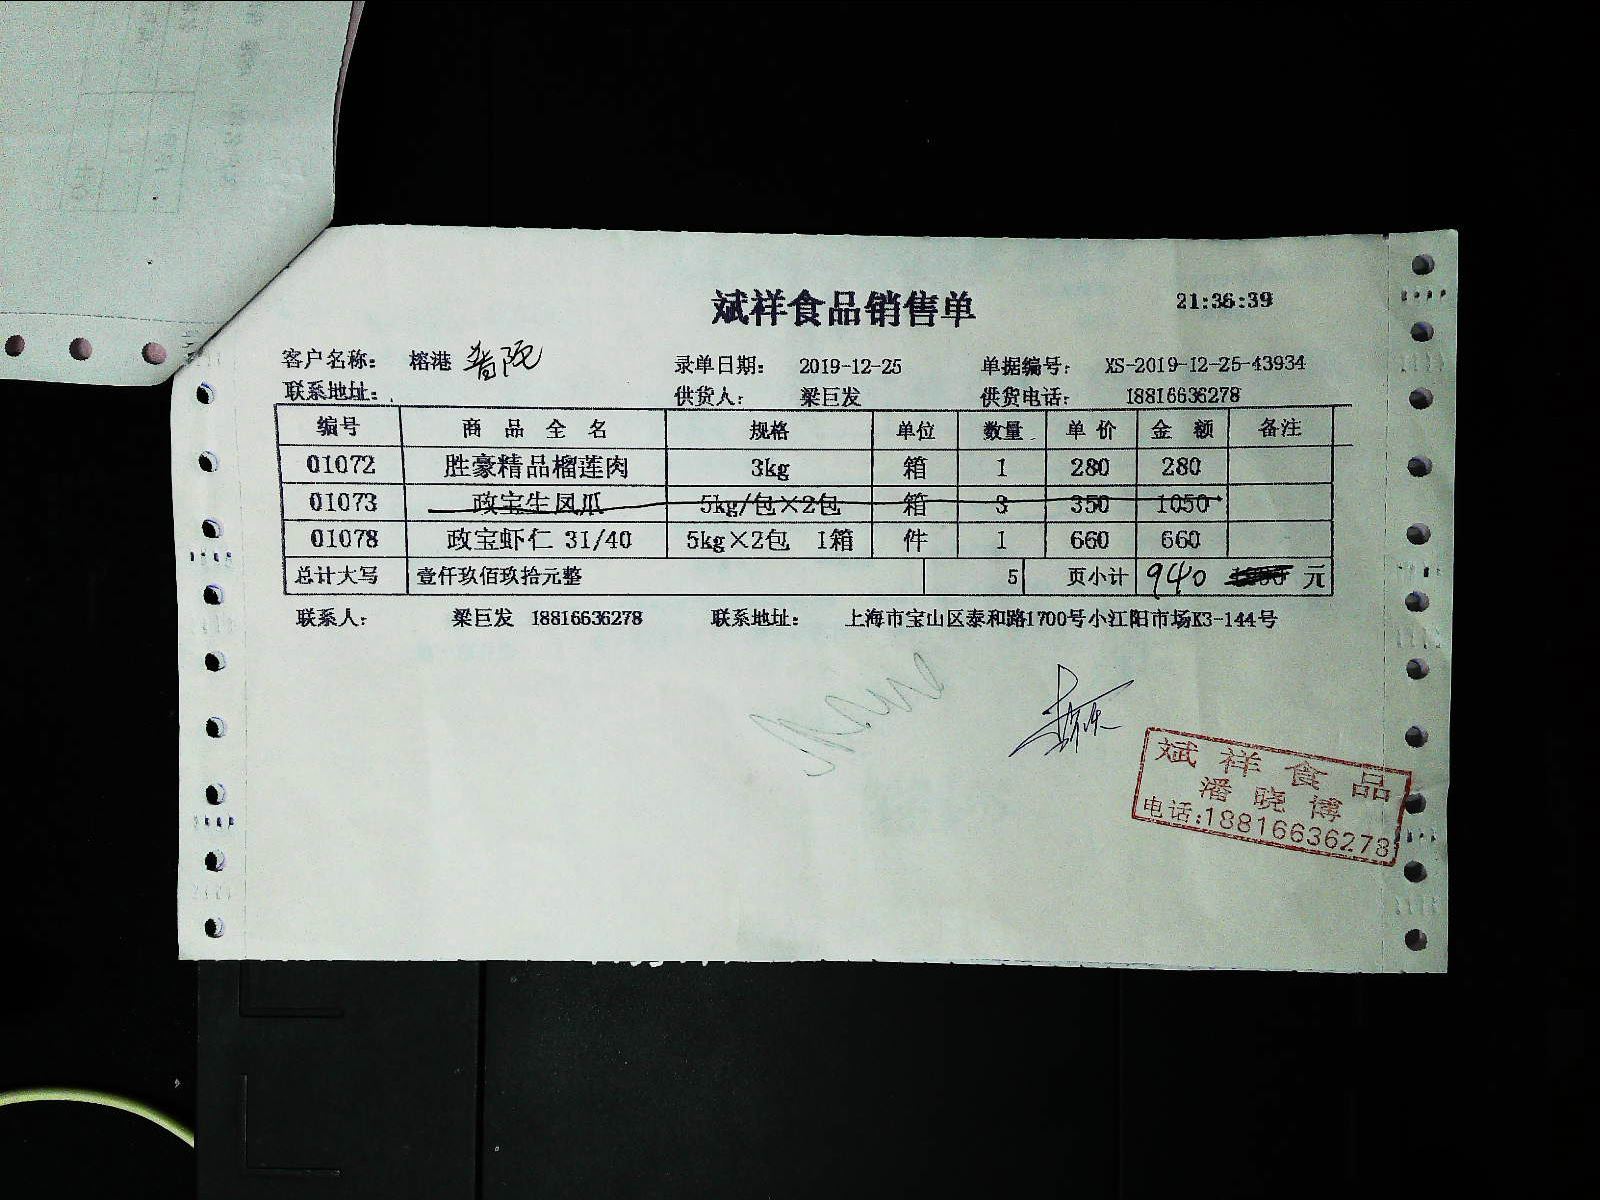 斌祥食品销售单 21:36:39
客户名称： 榕港 普陀 录单日期： 2019-12-25 单据编号： XS-2019-12-25-43934
联系地址： 供货人： 梁巨发 供货电话： 18816636278
编号 商品全名 规格 单位 数量 单价 金额 备注
01072 胜豪精品榴莲肉 3kg 箱 1 280 280
01073 政宝生凤爪 5kg/包×2包 箱 3 350 1050
01078 政宝虾仁 31/40 5kg×2包 1箱 件 1 660 660
总计大写 壹仟玖佰玖拾元整 5 页小计 940 元
联系人： 梁巨发 18816636278 联系地址： 上海市宝山区泰和路1700号小江阳市场K3-144号
斌祥食品
潘晓博
电话:18816636278